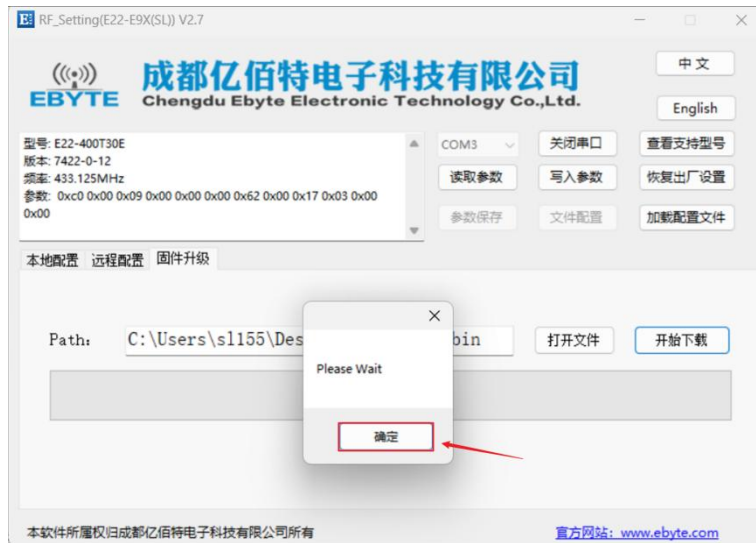 RF_Setting(E22-E9X(SL)) V2.7
EBYTE
成都亿佰特电子科技有限公司
Chengdu Ebyte Electronic Technology Co.,Ltd.
中文
English
型号: E22-400T30E
版本: 7422-0-12
频率: 433.125MHz
参数: 0xc0 0x00 0x09 0x00 0x00 0x00 0x62 0x00 0x17 0x03 0x00
0x00
COM3 关闭串口 查看支持型号
读取参数 写入参数 恢复出厂设置
参数保存 文件配置 加载配置文件
本地配置 远程配置 固件升级
Path: C:\Users\sl155\Des bin 打开文件 开始下载
Please Wait
确定
本软件所属权归成都亿佰特电子科技有限公司所有 官方网站: www.ebyte.com